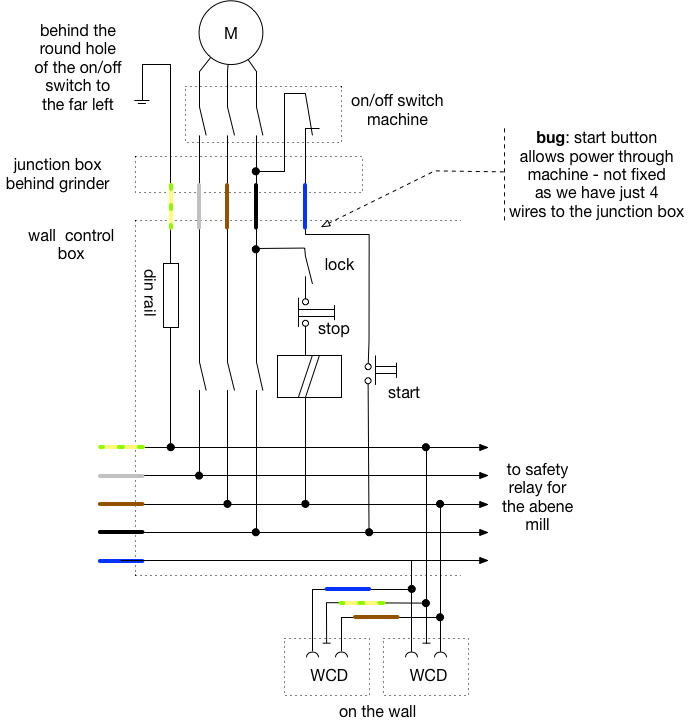 M
behind the
round hole
of the on/off
switch to
the far left
on/off switch
machine
bug: start button
allows power through
machine - not fixed
as we have just 4
wires to the junction box
junction box
behind grinder
wall control
box
lock
din rail
stop
start
to safety
relay for
the abene
mill
WCD
WCD
on the wall